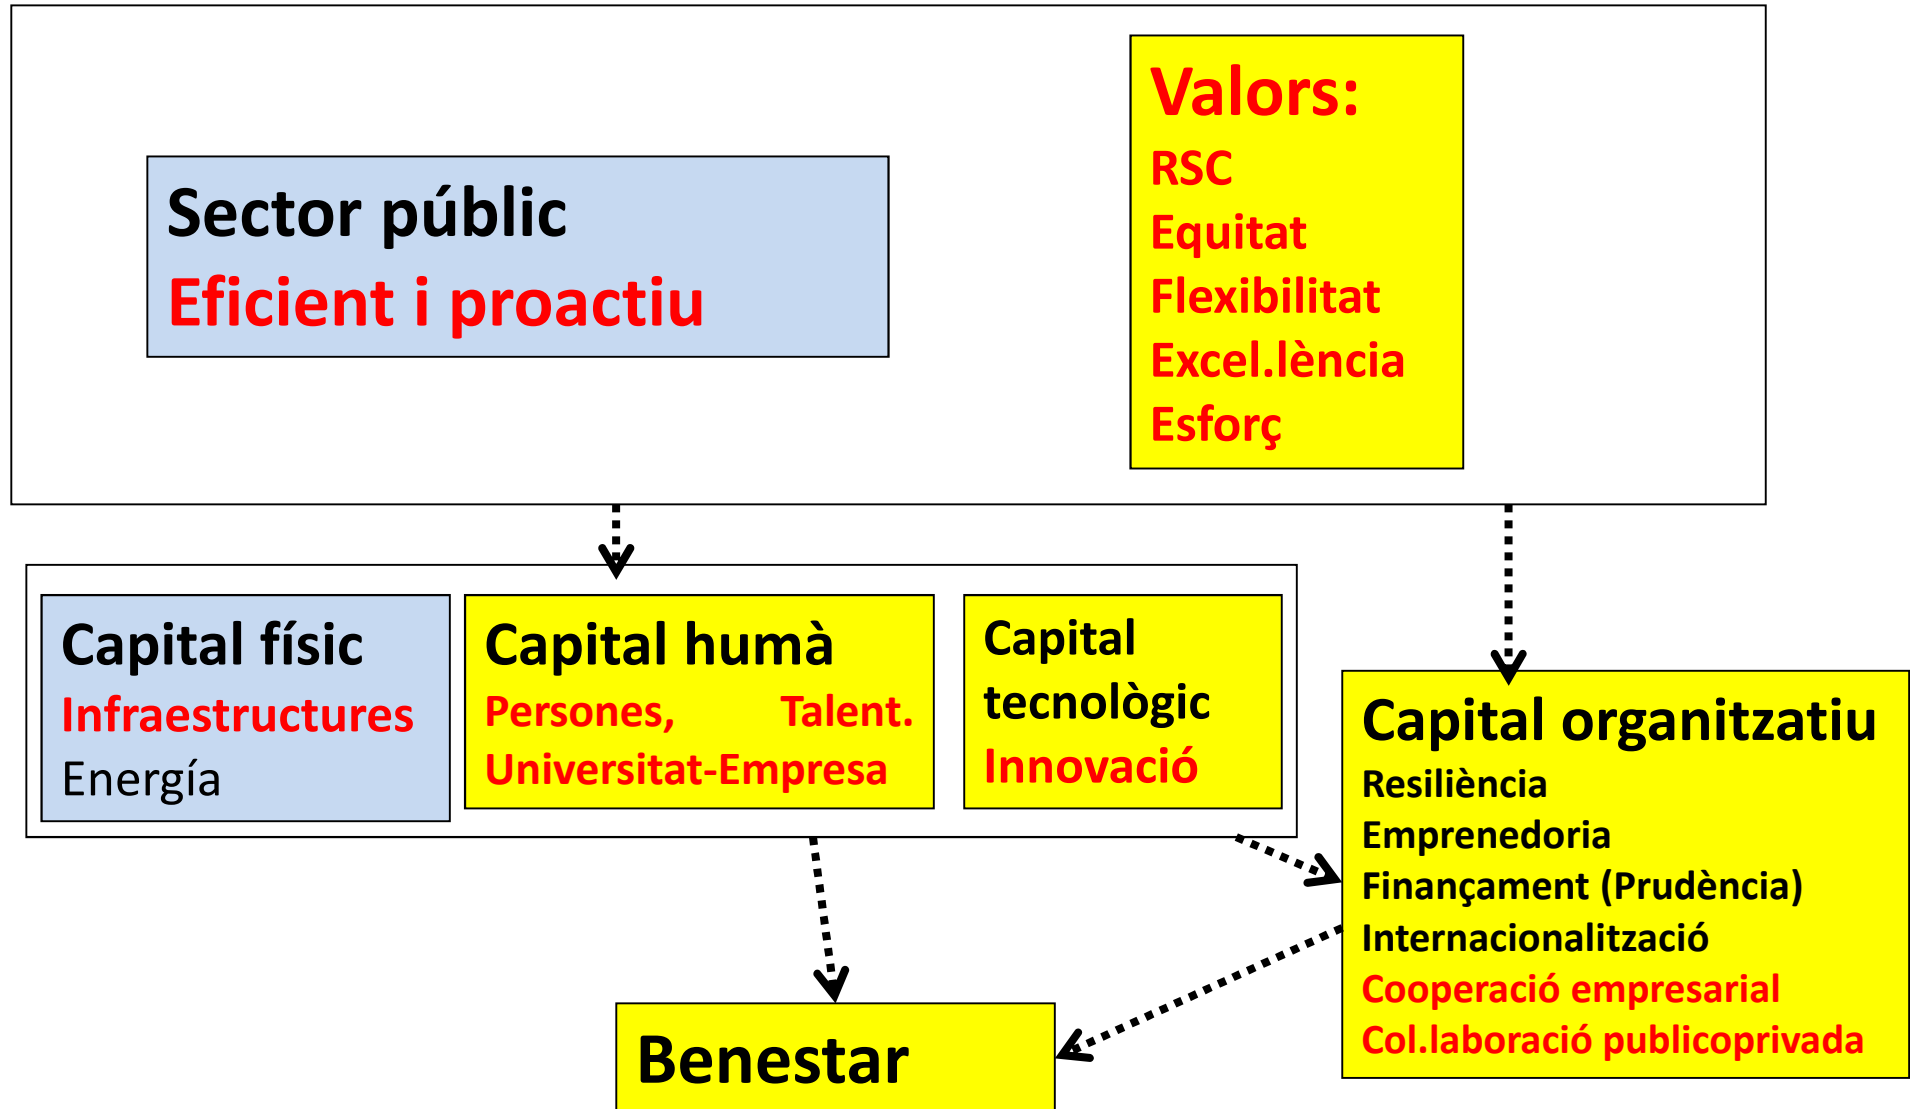 Sector públic
Eficient i proactiu
Valors:
RSC
Equitat
Flexibilitat
Excel.lència
Esforç
Capital físic
Infraestructures
Energía
Capital humà
Persones, Talent.
Universitat-Empresa
Capital
tecnològic
Innovació
Capital organitzatiu
Resiliència
Emprenedoria
Finançament (Prudència)
Internacionalització
Cooperació empresarial
Col.laboració publicoprivada
Benestar